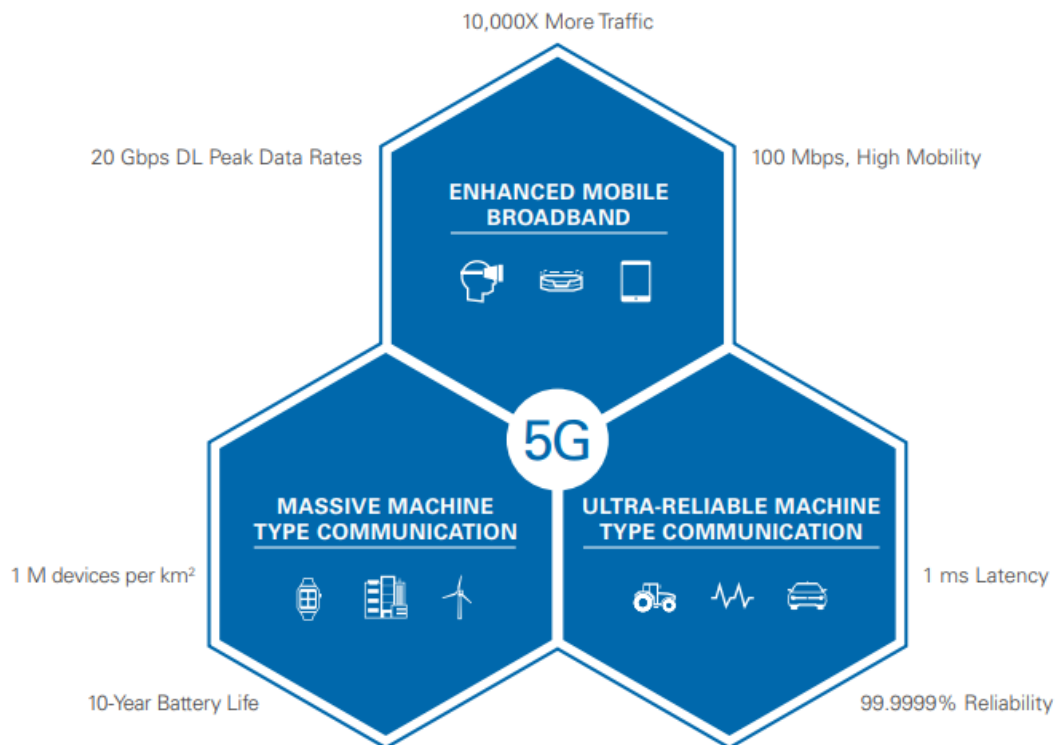 10,000X More Traffic
20 Gbps DL Peak Data Rates
100 Mbps, High Mobility
ENHANCED MOBILE
BROADBAND
5G
MASSIVE MACHINE
TYPE COMMUNICATION
ULTRA-RELIABLE MACHINE
TYPE COMMUNICATION
1 M devices per km²
1 ms Latency
10-Year Battery Life
99.9999% Reliability